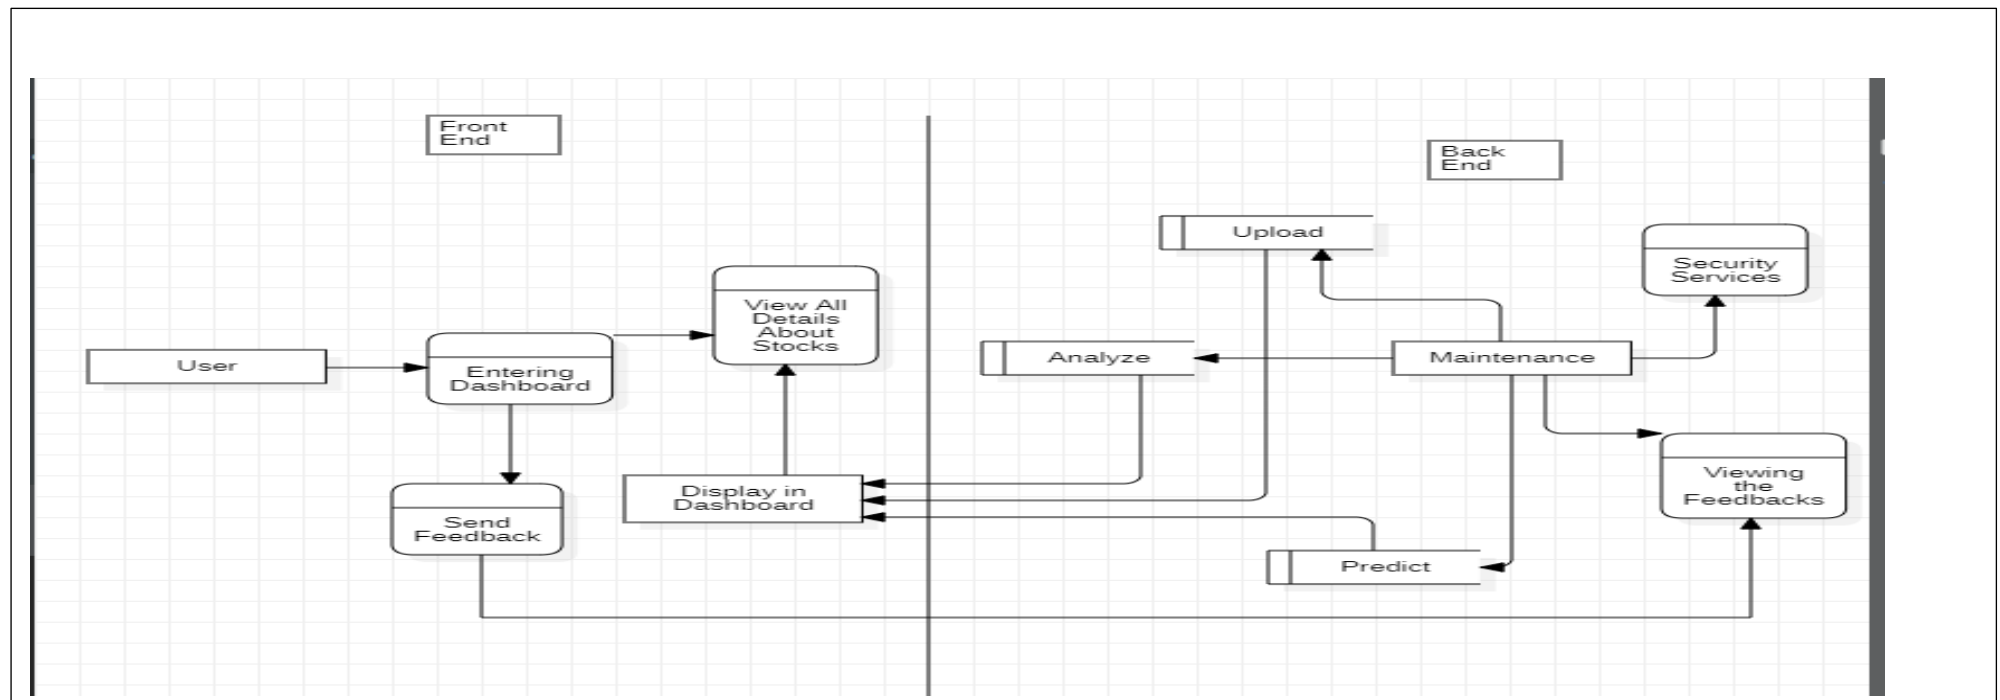 Front
End
Back
End
Upload
Security
Services
View All
Details
About
Stocks
User
Entering
Dashboard
Analyze
Maintenance
Display in
Dashboard
Viewing
the
Feedbacks
Send
Feedback
Predict